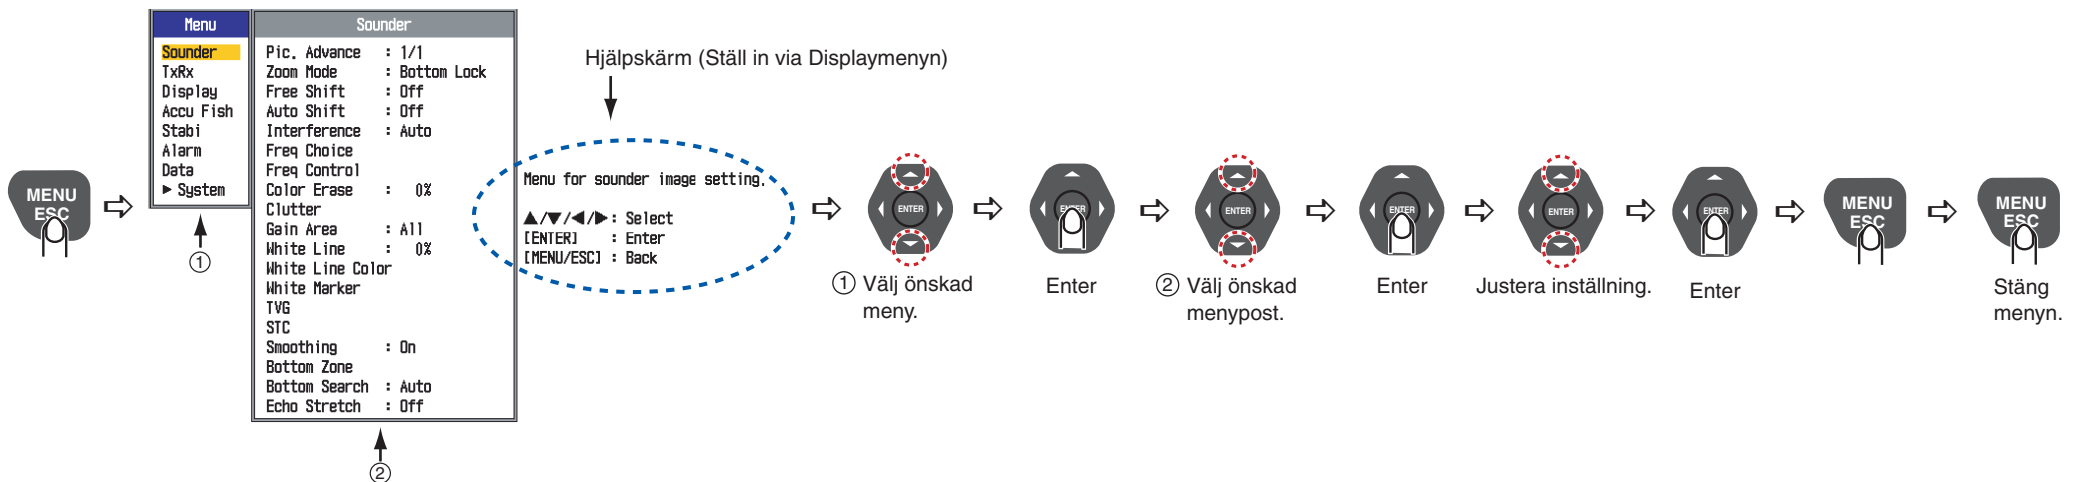 Menu
Sounder
TxRx
Display
Accu Fish
Stabi
Alarm
Data
▶ System
①
Sounder
Pic. Advance : 1/1
Zoom Mode : Bottom Lock
Free Shift : Off
Auto Shift : Off
Interference : Auto
Freq Choice
Freq Control
Color Erase : 0%
Clutter
Gain Area : All
White Line : 0%
White Line Color
White Marker
TVG
STC
Smoothing : On
Bottom Zone
Bottom Search : Auto
Echo Stretch : Off
②
Hjälpskärm (Ställ in via Displaymenyn)
Menu for sounder image setting.
▲/▼/◀/▶: Select
[ENTER] : Enter
[MENU/ESC] : Back
MENU
ESC
ENTER
① Välj önskad
meny.
ENTER
Enter
ENTER
② Välj önskad
menypost.
ENTER
Enter
ENTER
Justera inställning.
ENTER
Enter
MENU
ESC
MENU
ESC
Stäng
menyn.